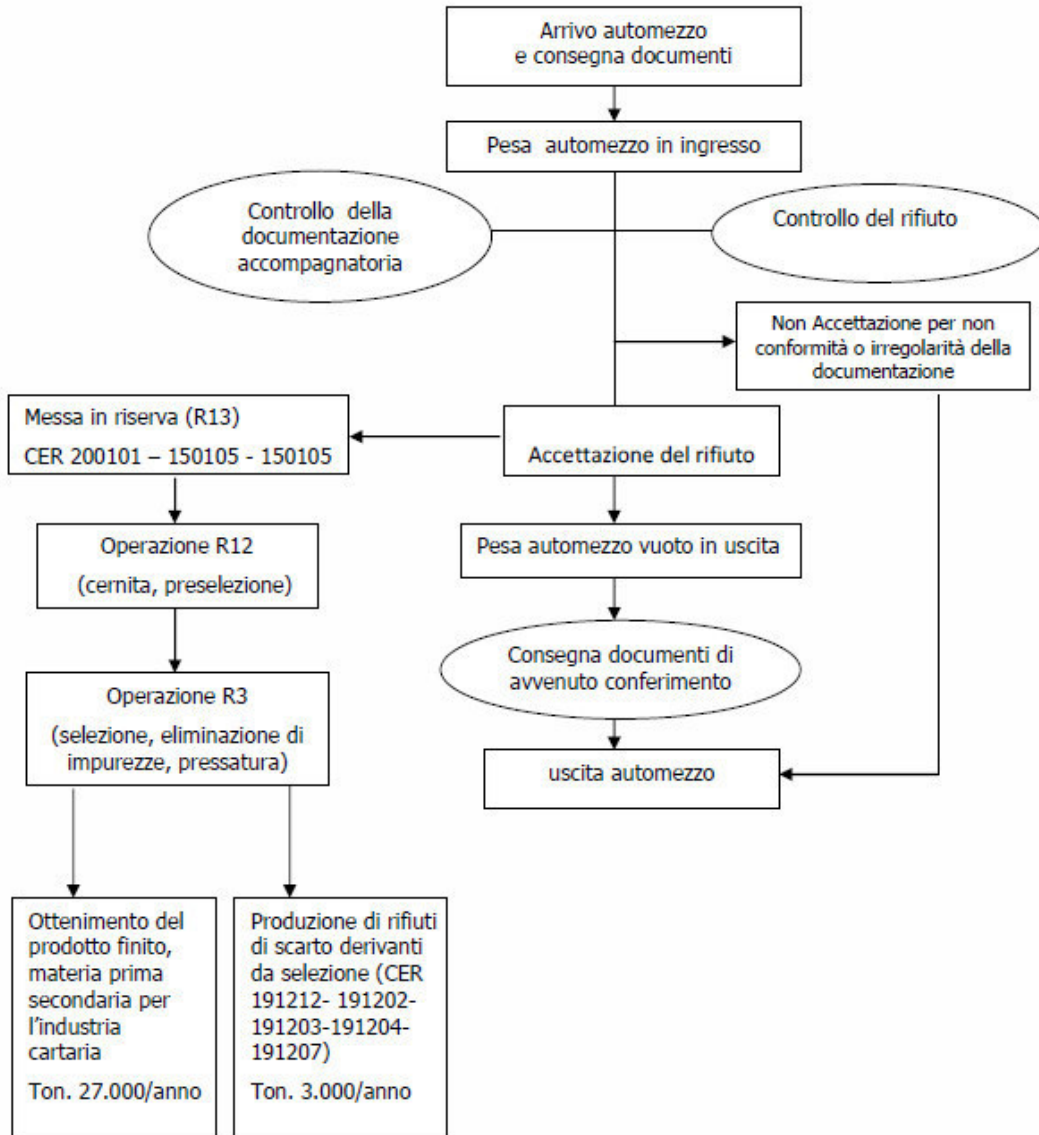 Arrivo automezzo
e consegna documenti
Pesa automezzo in ingresso
Controllo della
documentazione
accompagnatoria
Controllo del rifiuto
Non Accettazione per non
conformità o irregolarità della
documentazione
Messa in riserva (R13)
CER 200101 – 150105 - 150105
Accettazione del rifiuto
Operazione R12
(cernita, preselezione)
Pesa automezzo vuoto in uscita
Consegna documenti di
avvenuto conferimento
Operazione R3
(selezione, eliminazione di
impurezze, pressatura)
uscita automezzo
Ottenimento del
prodotto finito,
materia prima
secondaria per
l’industria
cartaria
Ton. 27.000/anno
Produzione di rifiuti
di scarto derivanti
da selezione (CER
191212- 191202-
191203-191204-
191207)
Ton. 3.000/anno